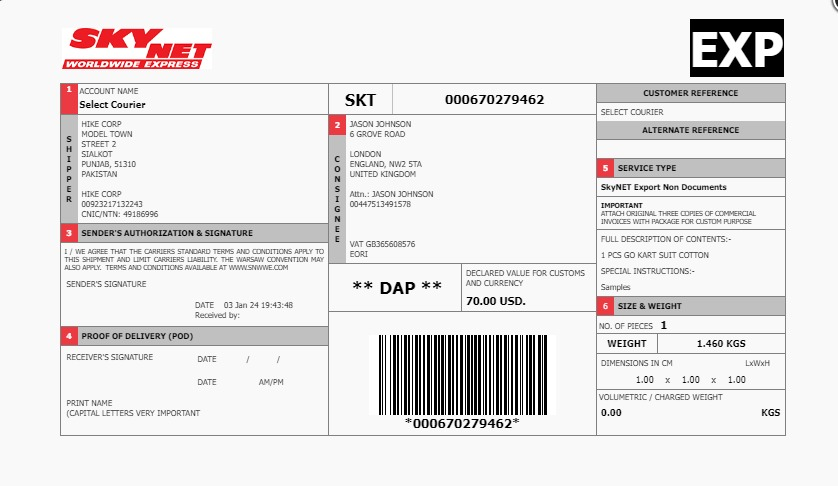 SKYNET
WORLDWIDE EXPRESS
EXP
1 ACCOUNT NAME
Select Courier
SHIPPER
HIKE CORP
MODEL TOWN
STREET 2
SIALKOT
PUNJAB, 51310
PAKISTAN
HIKE CORP
00923217132243
CNIC/NTN: 49186996
3 SENDER'S AUTHORIZATION & SIGNATURE
I / WE AGREE THAT THE CARRIERS STANDARD TERMS AND CONDITIONS APPLY TO
THIS SHIPMENT AND LIMIT CARRIERS LIABILITY. THE WARSAW CONVENTION MAY
ALSO APPLY. TERMS AND CONDITIONS AVAILABLE AT WWW.SNWWE.COM
SENDER'S SIGNATURE
DATE 03 Jan 24 19:43:48
Received by:
4 PROOF OF DELIVERY (POD)
RECEIVER'S SIGNATURE DATE / /
DATE AM/PM
PRINT NAME
(CAPITAL LETTERS VERY IMPORTANT
SKT 000670279462
2 CONSIGNEE
JASON JOHNSON
6 GROVE ROAD
LONDON
ENGLAND, NW2 5TA
UNITED KINGDOM
Attn.: JASON JOHNSON
00447513491578
VAT GB365608576
EORI
** DAP **
DECLARED VALUE FOR CUSTOMS
AND CURRENCY
70.00 USD.
*000670279462*
CUSTOMER REFERENCE
SELECT COURIER
ALTERNATE REFERENCE
5 SERVICE TYPE
SkyNET Export Non Documents
IMPORTANT
ATTACH ORIGINAL THREE COPIES OF COMMERCIAL
INVOICES WITH PACKAGE FOR CUSTOM PURPOSE
FULL DESCRIPTION OF CONTENTS:-
1 PCS GO KART SUIT COTTON
SPECIAL INSTRUCTIONS:-
Samples
6 SIZE & WEIGHT
NO. OF PIECES 1
WEIGHT 1.460 KGS
DIMENSIONS IN CM LxWxH
1.00 x 1.00 x 1.00
VOLUMETRIC / CHARGED WEIGHT
0.00 KGS